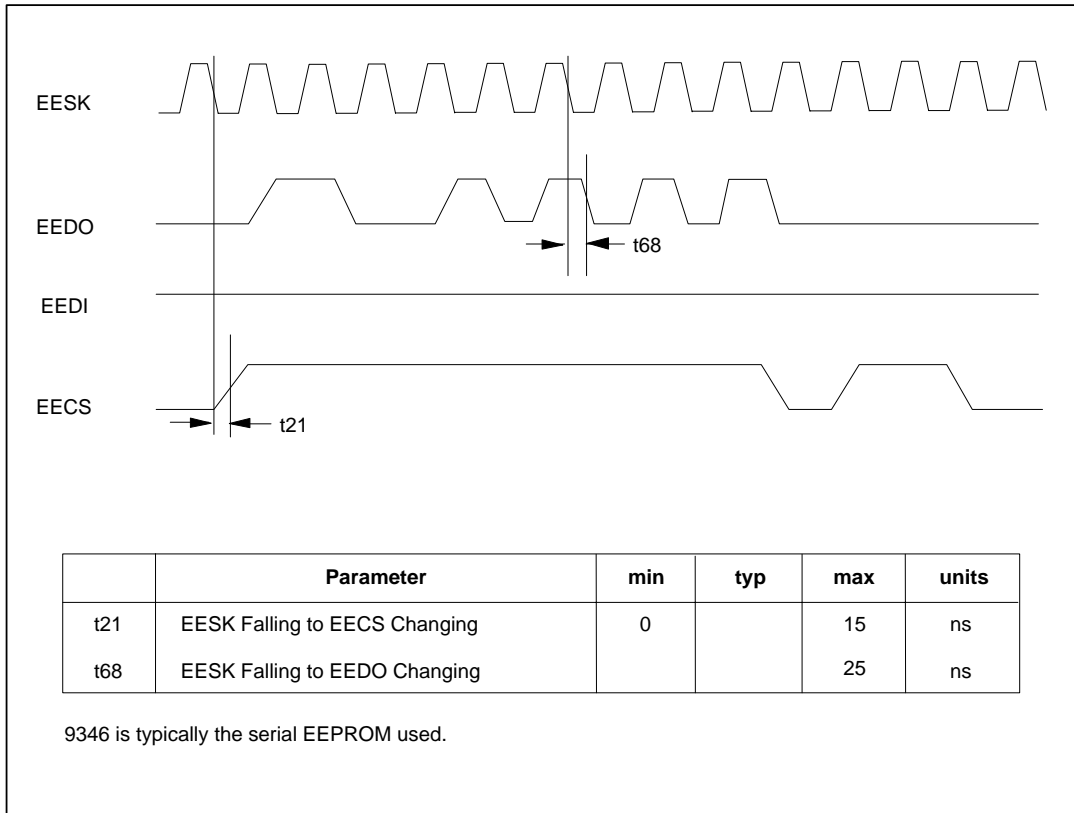 EESK
EEDO
t68
EEDI
EECS
t21
Parameter min typ max units
t21 EESK Falling to EECS Changing 0 15 ns
t68 EESK Falling to EEDO Changing 25 ns
9346 is typically the serial EEPROM used.